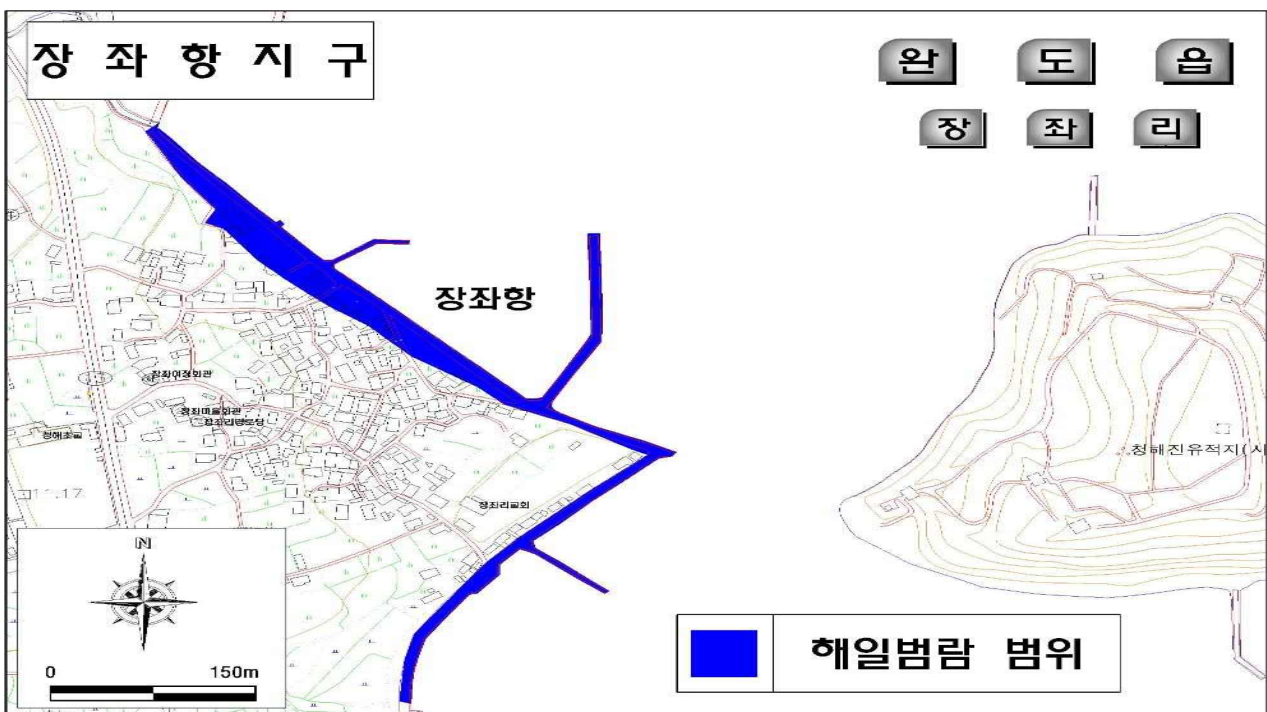 장 좌 항 지 구
완 도 읍
장 좌 리
장좌항
장좌어정회관
장좌마을회관
장좌리경로당
청해초교
청해진유적지(사
장좌리교회
N
0 150m
해일범람 범위